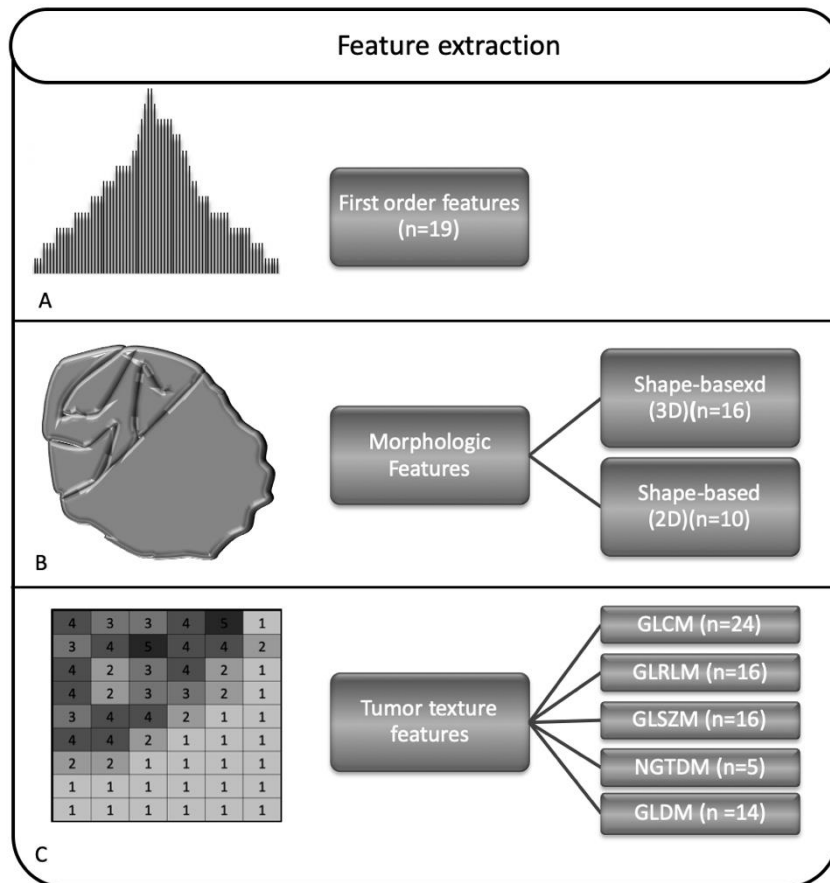 Feature extraction
First order features
(n=19)
A
Morphologic
Features
Shape-basexd
(3D)(n=16)
Shape-based
(2D)(n=10)
B
4 3 3 4 5 1
3 4 5 4 4 2
4 2 3 4 2 1
4 2 3 3 2 1
3 4 4 2 1 1
4 4 2 1 1 1
2 2 1 1 1 1
1 1 1 1 1 1
1 1 1 1 1 1
Tumor texture
features
GLCM (n=24)
GLRLM (n=16)
GLSZM (n=16)
NGTDM (n=5)
GLDM (n =14)
C